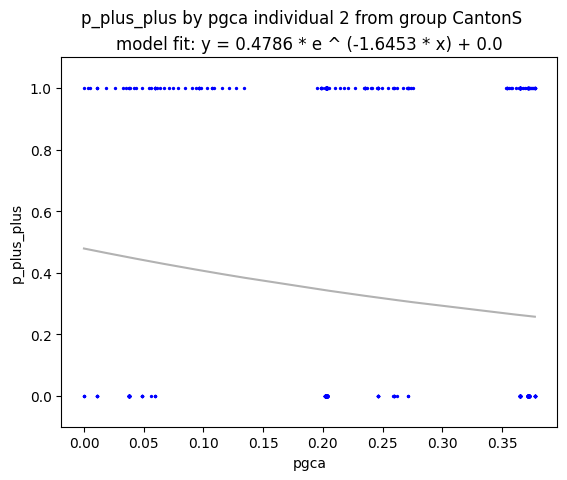 p_plus_plus by pgca individual 2 from group CantonS
model fit: y = 0.4786 * e ^ (-1.6453 * x) + 0.0
1.0
0.8
0.6
0.4
0.2
0.0
p_plus_plus
0.00 0.05 0.10 0.15 0.20 0.25 0.30 0.35
pgca